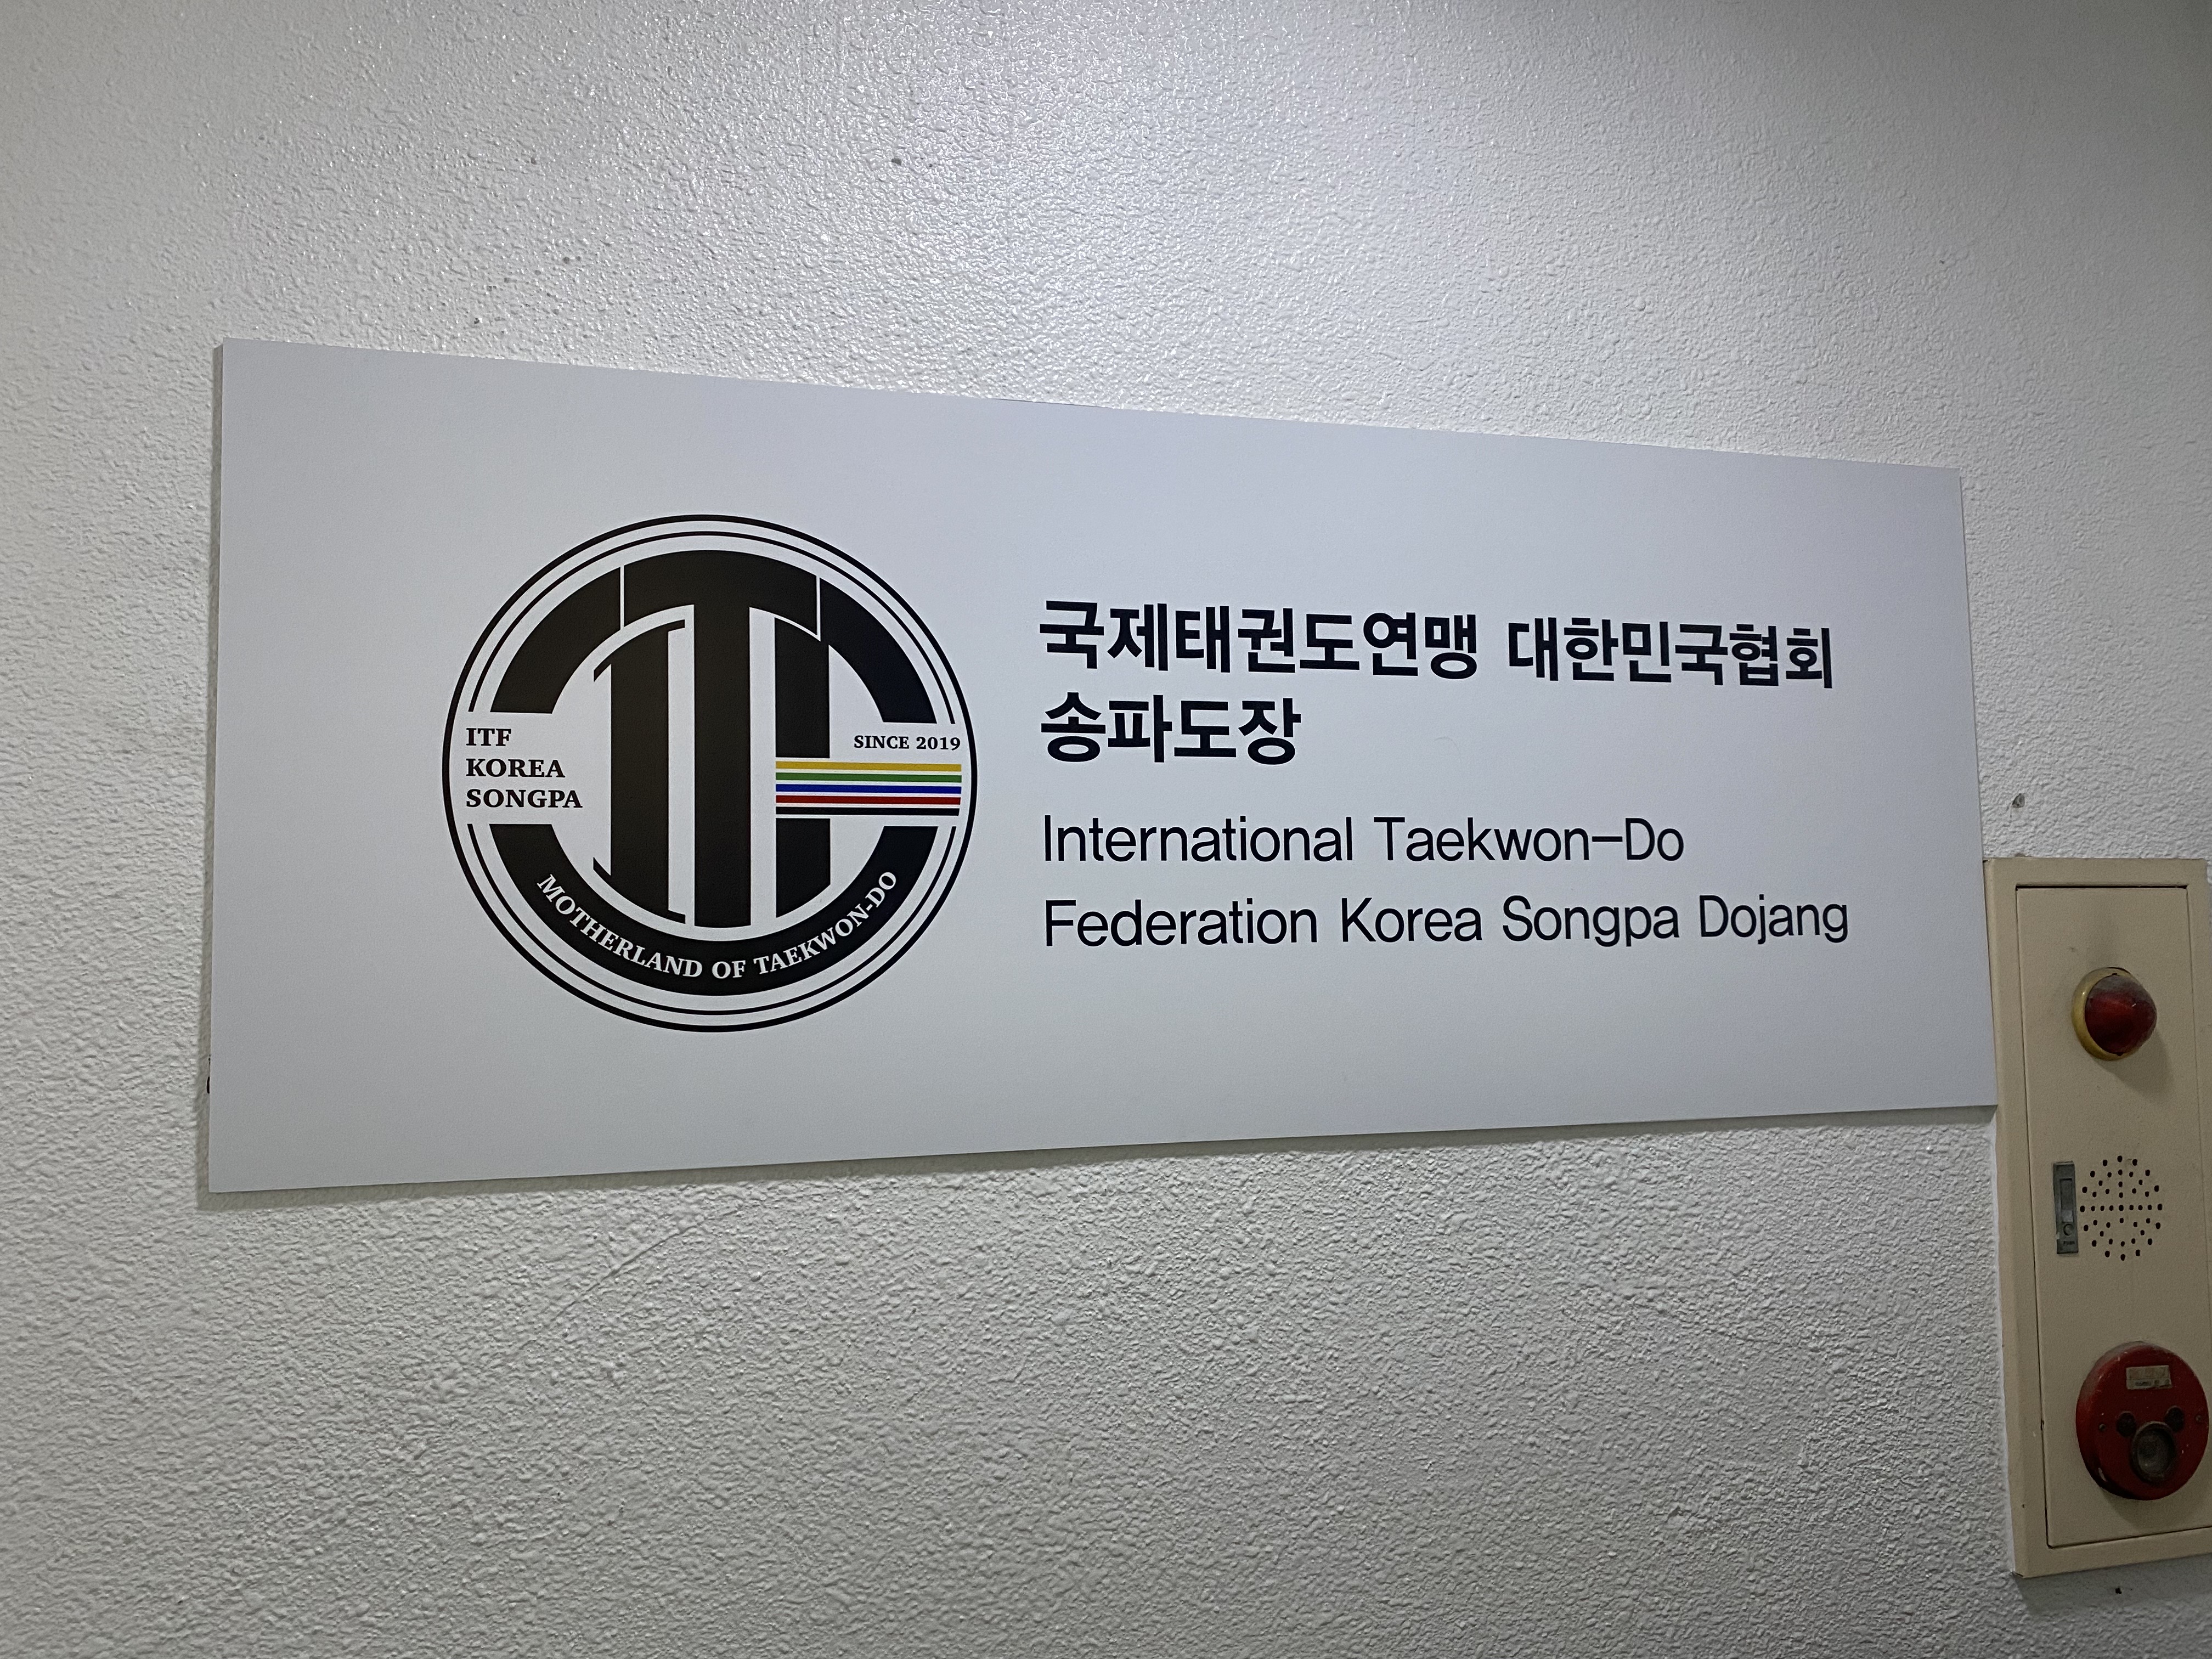 ITF
KOREA
SONGPA
SINCE 2019
MOTHERLAND OF TAEKWON-DO
국제태권도연맹 대한민국협회
송파도장
International Taekwon-Do
Federation Korea Songpa Dojang